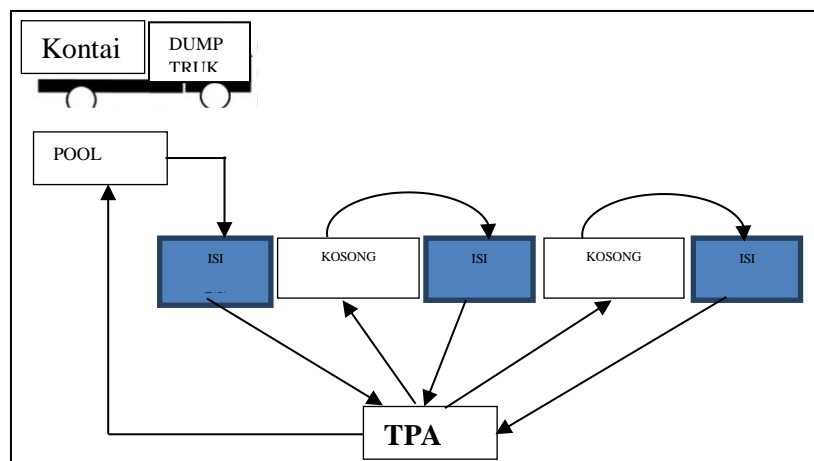 Kontai
DUMP
TRUK
POOL
ISI
KOSONG
ISI
KOSONG
ISI
TPA